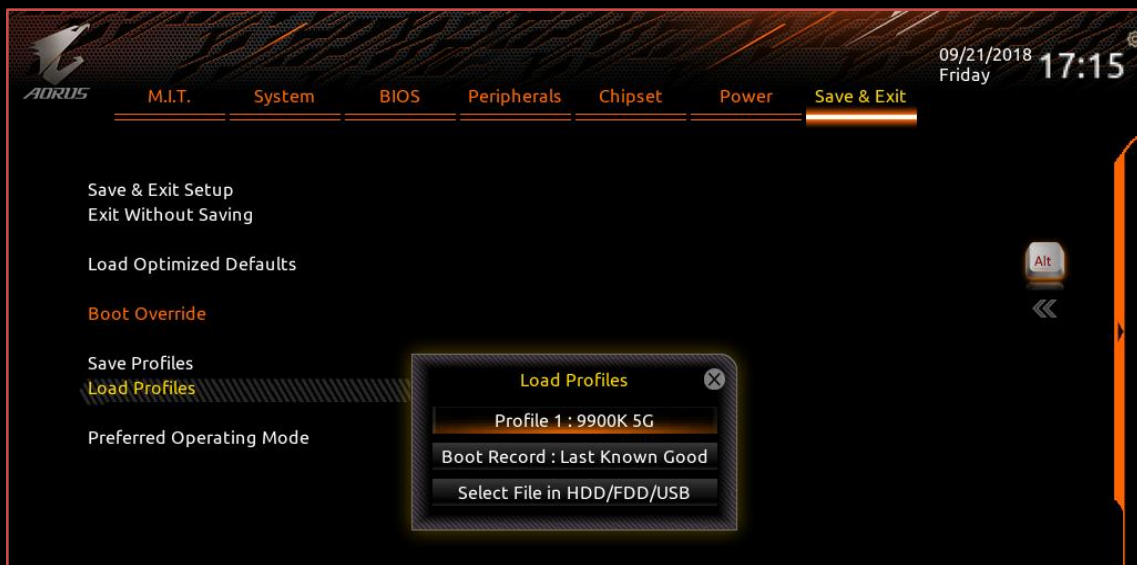 09/21/2018 17:15
Friday
AORUS
M.I.T. System BIOS Peripherals Chipset Power Save & Exit
Save & Exit Setup
Exit Without Saving
Load Optimized Defaults
Alt
Boot Override
Save Profiles
Load Profiles
Preferred Operating Mode
Load Profiles
Profile 1 : 9900K 5G
Boot Record : Last Known Good
Select File in HDD/FDD/USB